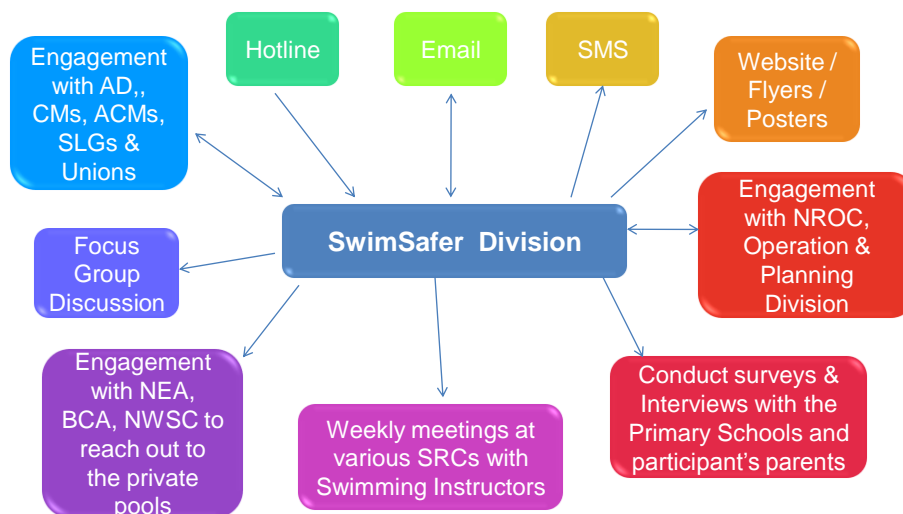 Hotline
Email
SMS
Engagement
with AD,,
CMs, ACMs,
SLGs &
Unions
Website /
Flyers /
Posters
SwimSafer Division
Engagement
with NROC,
Operation &
Planning
Division
Focus
Group
Discussion
Engagement
with NEA,
BCA, NWSC to
reach out to
the private
pools
Weekly meetings at
various SRCs with
Swimming Instructors
Conduct surveys &
Interviews with the
Primary Schools and
participant’s parents